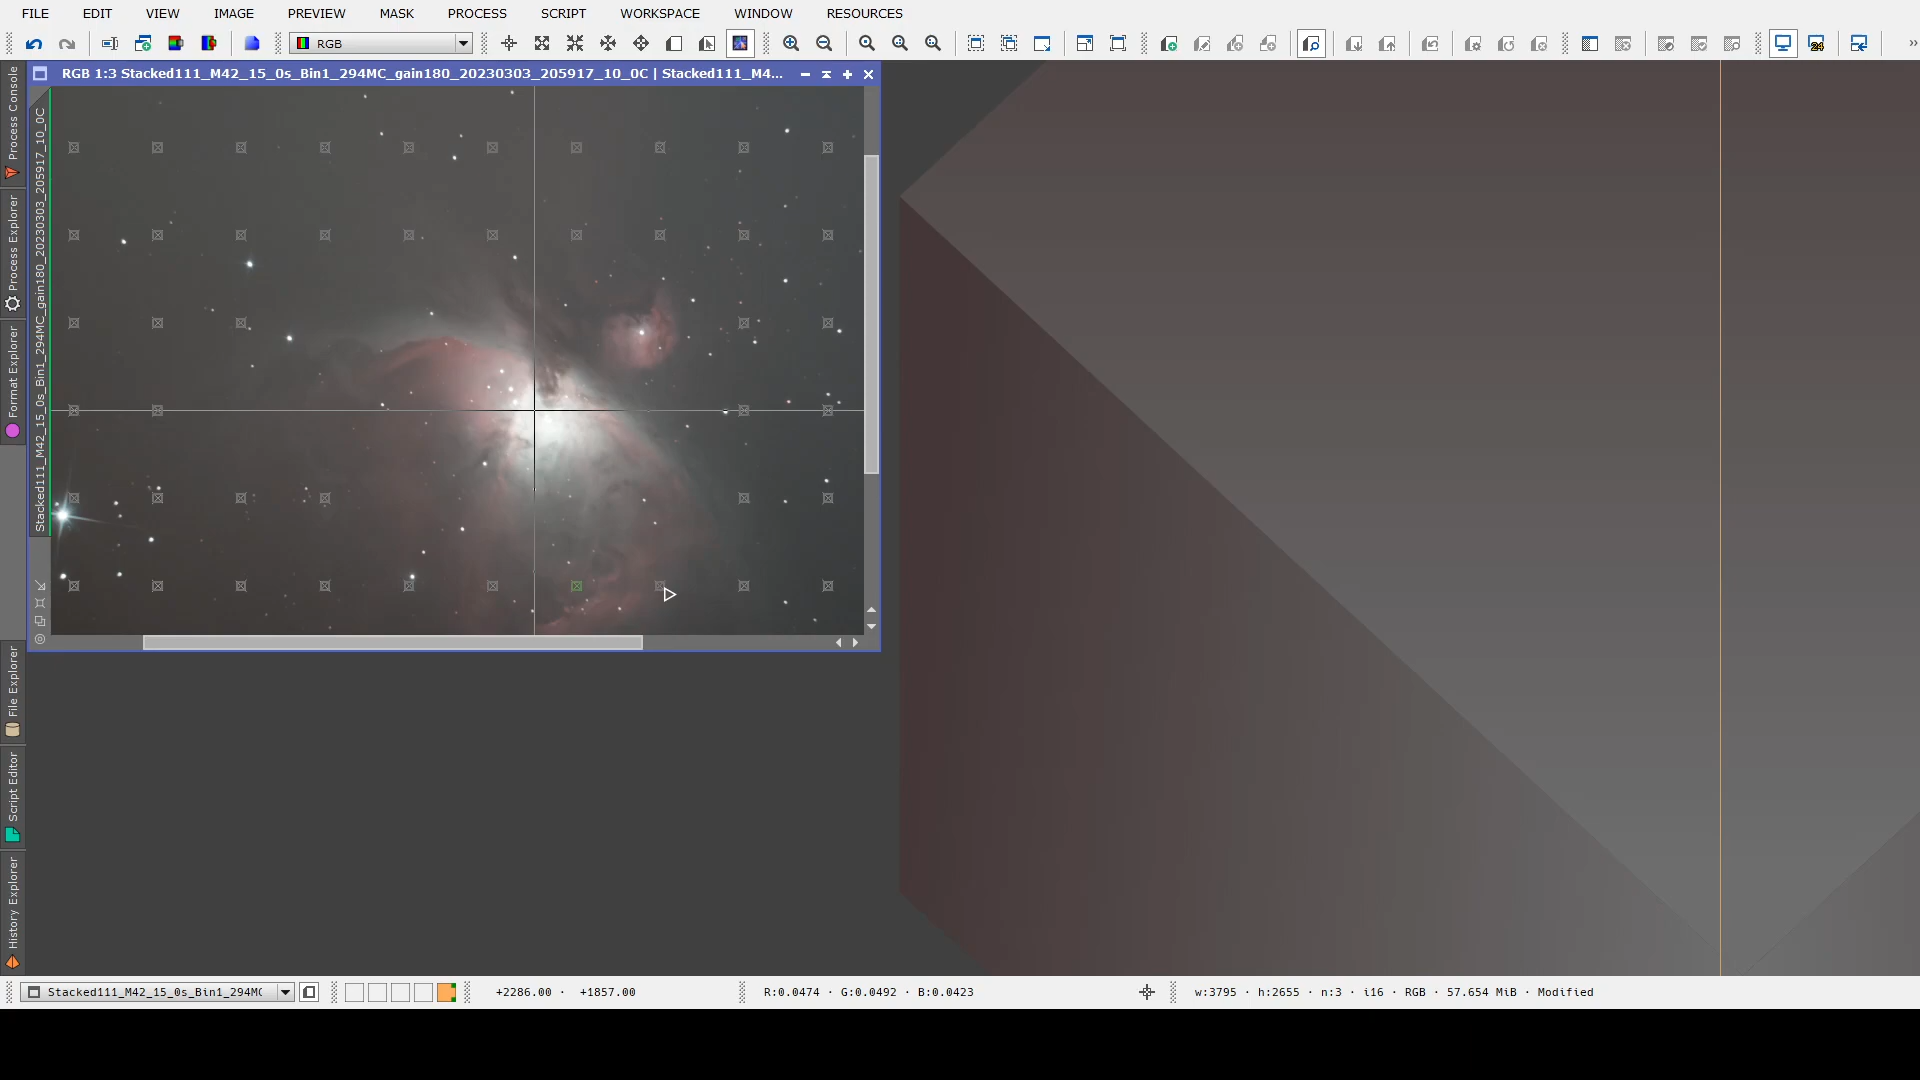 FILE EDIT VIEW IMAGE PREVIEW MASK PROCESS SCRIPT WORKSPACE WINDOW RESOURCES
RGB
24
RGB 1:3 Stacked111_M42_15_0s_Bin1_294MC_gain180_20230303_205917_10_0C | Stacked111_M4...
Stacked111_M42_15_0s_Bin1_294MC_gain180_20230303_205917_10_0C
Process Console
Process Explorer
Format Explorer
File Explorer
Script Editor
History Explorer
Stacked111_M42_15_0s_Bin1_294MC
+2286.00 · +1857.00
R:0.0474 · G:0.0492 · B:0.0423
w:3795 · h:2655 · n:3 · i16 · RGB · 57.654 MiB · Modified